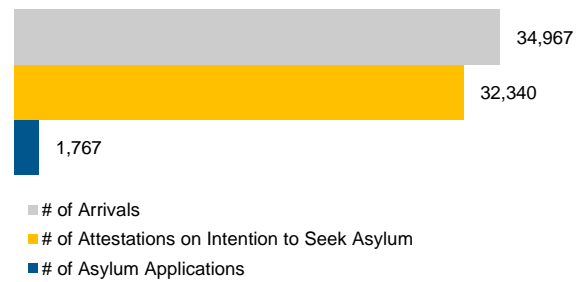 34,967
32,340
1,767
# of Arrivals
# of Attestations on Intention to Seek Asylum
# of Asylum Applications